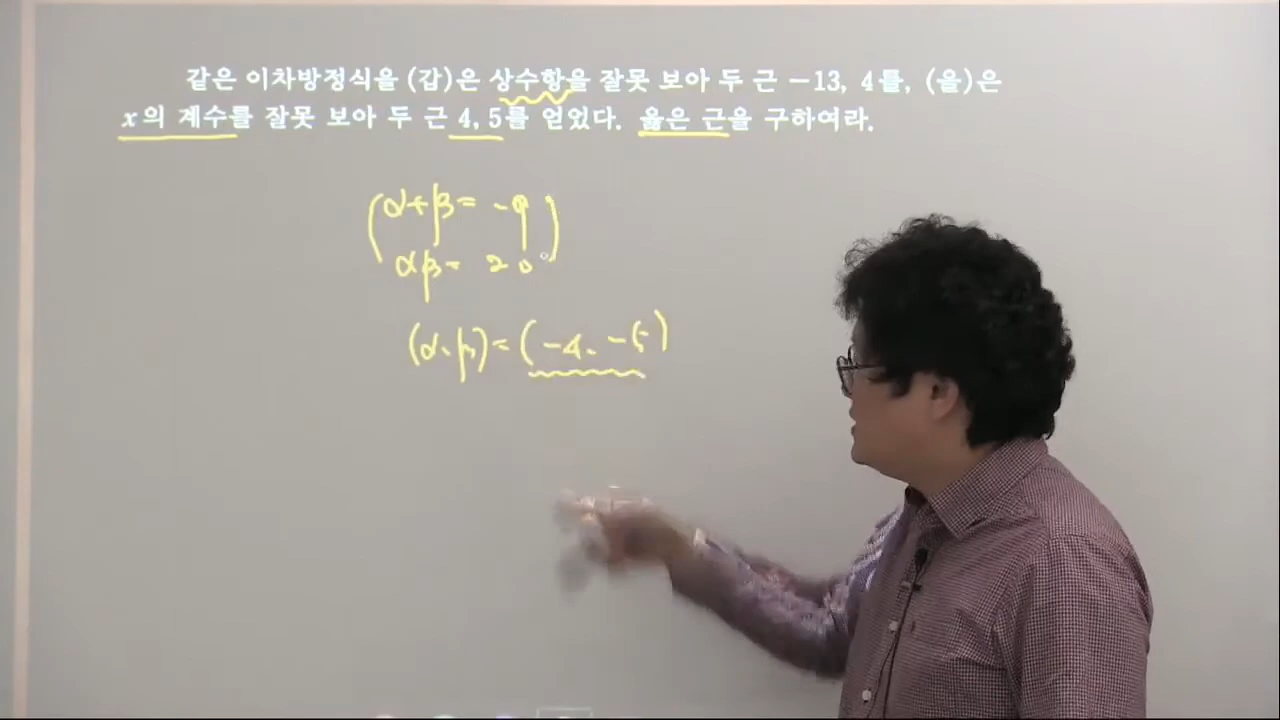 같은 이차방정식을 (갑)은 상수항을 잘못 보아 두 근 −13, 4를, (을)은
x의 계수를 잘못 보아 두 근 4, 5를 얻었다. 옳은 근을 구하여라.
α+β = -9
αβ = 20
(α, β) = (-4, -5)